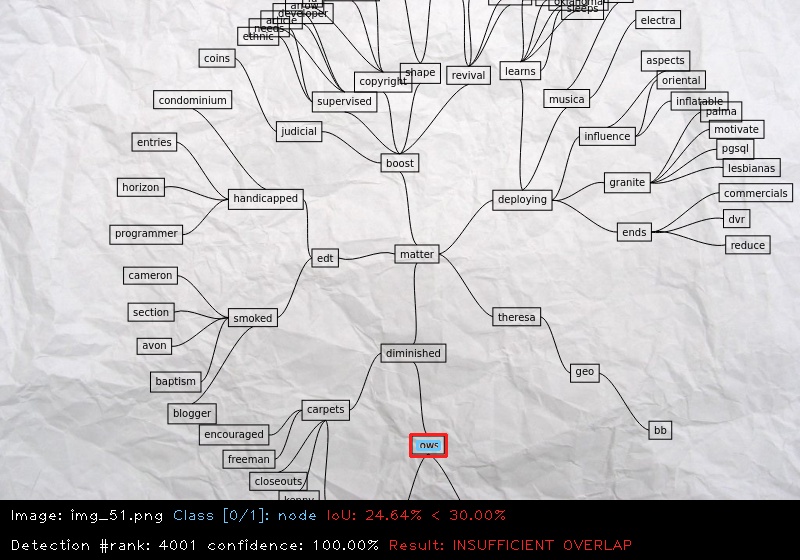 arrow
developer
article
needs
ethnic
oklahoma
sleeps
electra
coins
copyright
shape
revival
learns
aspects
oriental
condominium
supervised
musica
inflatable
palma
judicial
influence
motivate
entries
boost
pgsql
lesbianas
horizon
handicapped
deploying
granite
commercials
programmer
ends
dvr
reduce
edt
matter
cameron
section
smoked
theresa
avon
diminished
geo
baptism
blogger
carpets
encouraged
bb
ows
freeman
closeouts
kenny
Image: img_51.png Class [0/1]: node IoU: 24.64% < 30.00%
Detection #rank: 4001 confidence: 100.00% Result: INSUFFICIENT OVERLAP